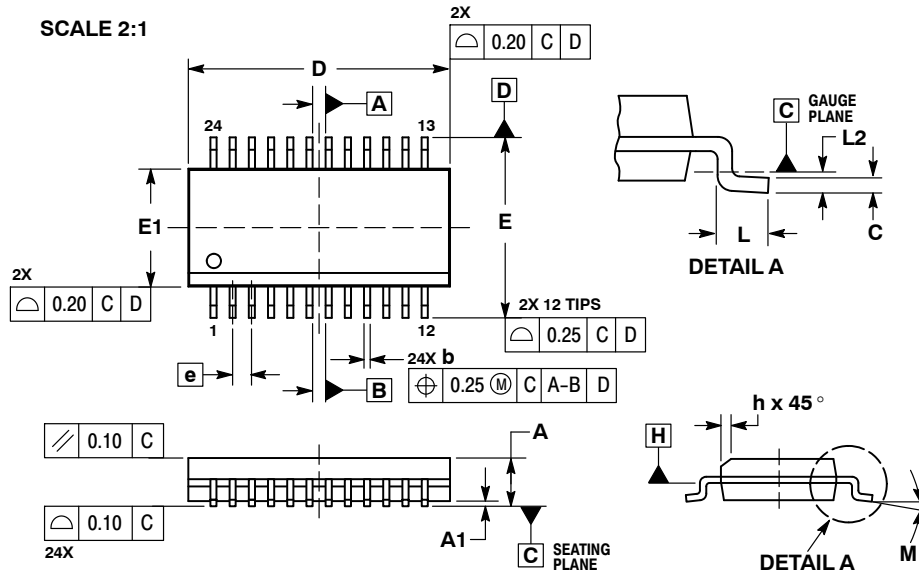 SCALE 2:1
2X
⌓ 0.20 C D
D
A
D
24
13
E1
E
2X
⌓ 0.20 C D
1
12
2X 12 TIPS
⌓ 0.25 C D
e
24X b
B
⌖ 0.25 Ⓜ C A-B D
C GAUGE
PLANE
L2
L
C
DETAIL A
⫽ 0.10 C
A
⌓ 0.10 C
24X
A1
C SEATING
PLANE
h x 45°
H
M
DETAIL A